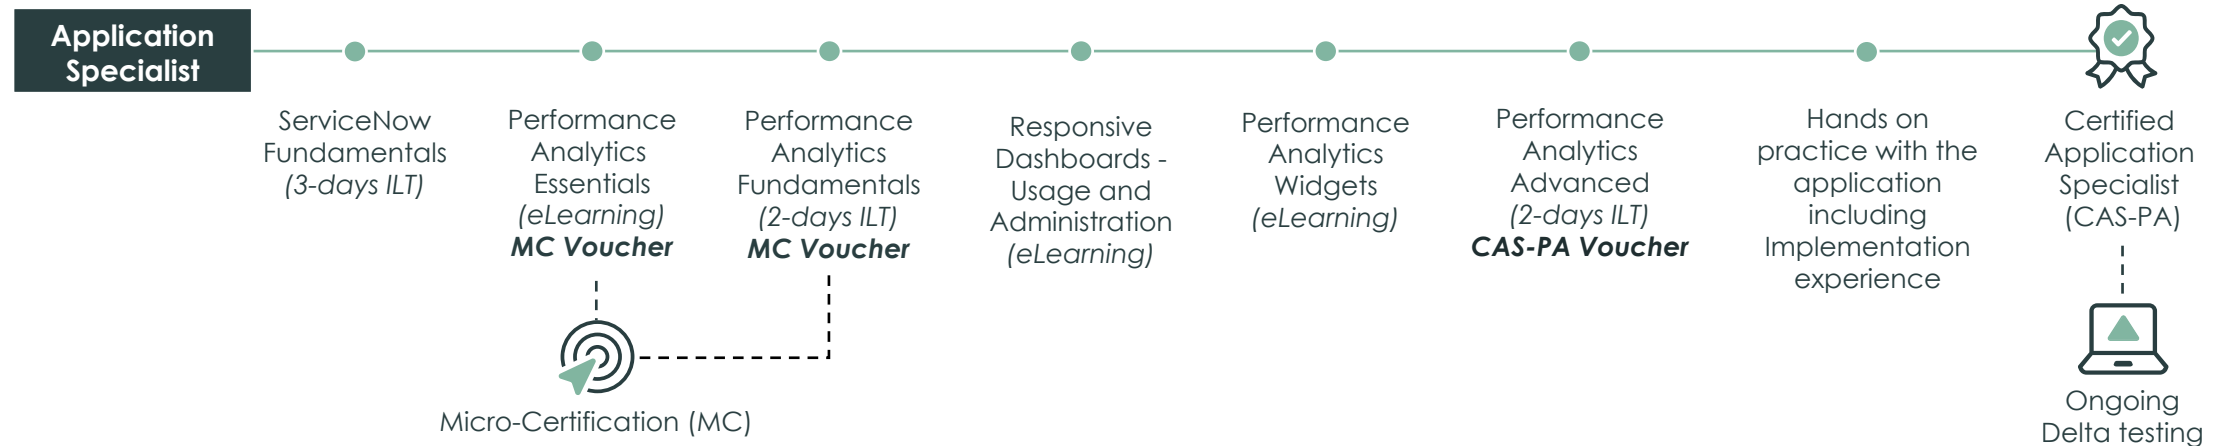 Application
Specialist
ServiceNow
Fundamentals
(3-days ILT)
Performance
Analytics
Essentials
(eLearning)
MC Voucher
Performance
Analytics
Fundamentals
(2-days ILT)
MC Voucher
Responsive
Dashboards -
Usage and
Administration
(eLearning)
Performance
Analytics
Widgets
(eLearning)
Performance
Analytics
Advanced
(2-days ILT)
CAS-PA Voucher
Hands on
practice with the
application
including
Implementation
experience
Certified
Application
Specialist
(CAS-PA)
Micro-Certification (MC)
Ongoing
Delta testing